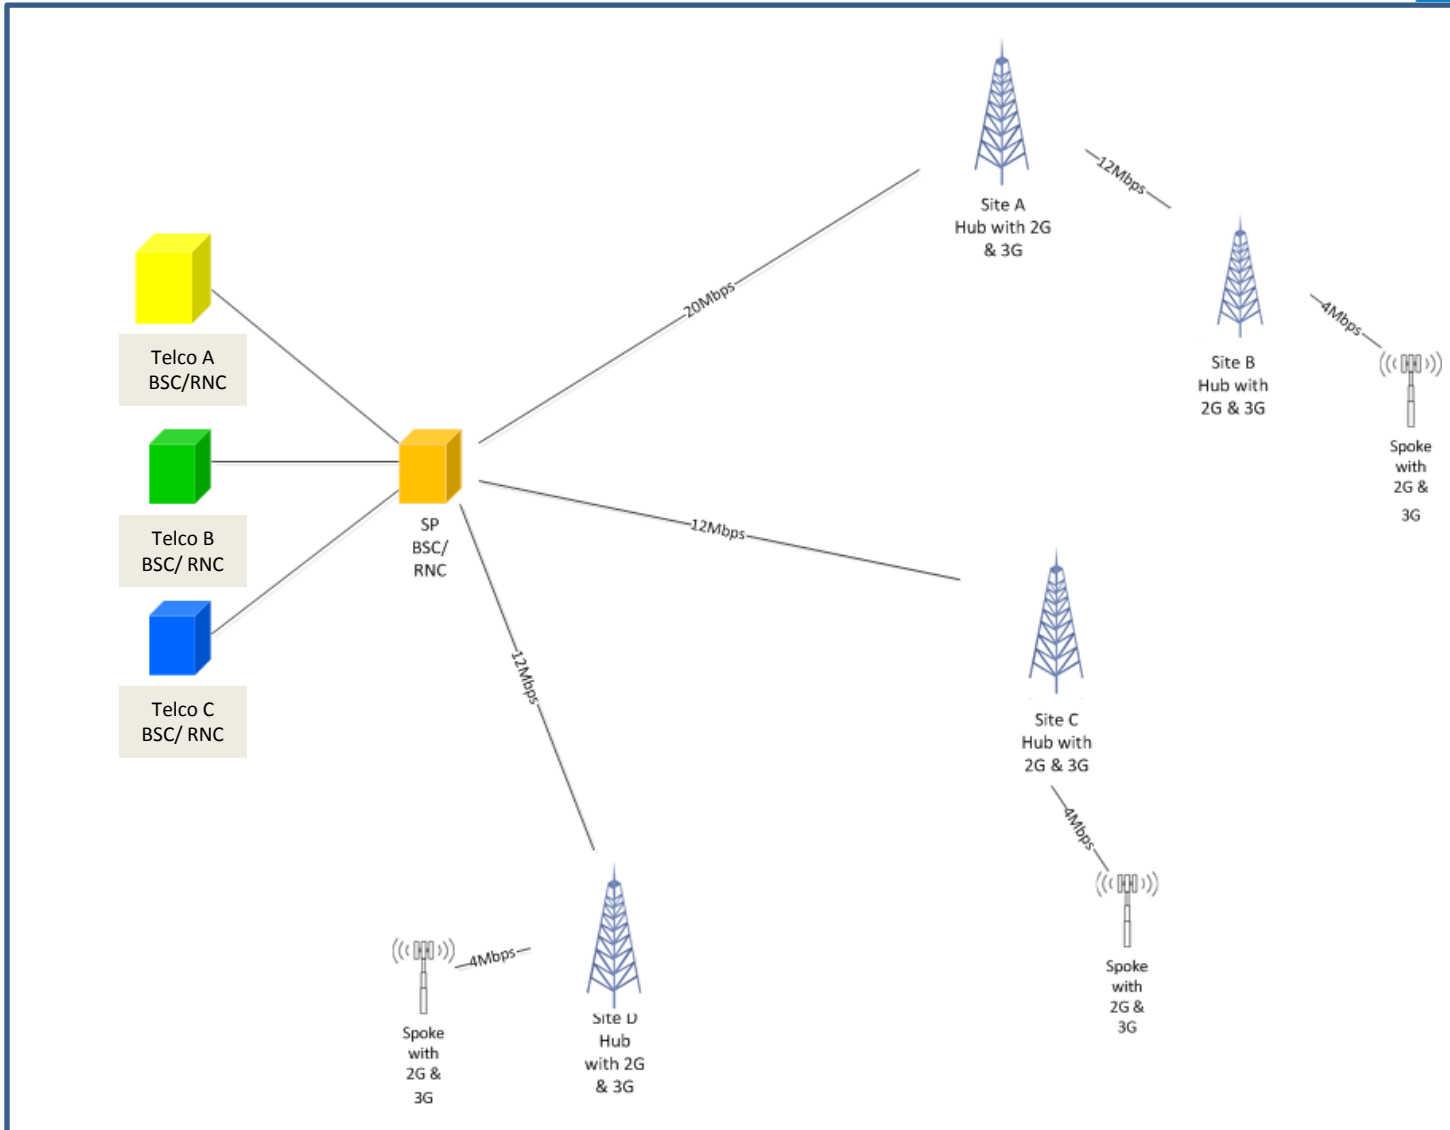 Site A
Hub with 2G
& 3G
12Mbps
Site B
Hub with
2G & 3G
4Mbps
Spoke
with
2G &
3G
20Mbps
Telco A
BSC/RNC
Telco B
BSC/ RNC
Telco C
BSC/ RNC
SP
BSC/
RNC
12Mbps
Site C
Hub with
2G & 3G
4Mbps
Spoke
with
2G &
3G
12Mbps
Site D
Hub
with 2G
& 3G
4Mbps
Spoke
with
2G &
3G